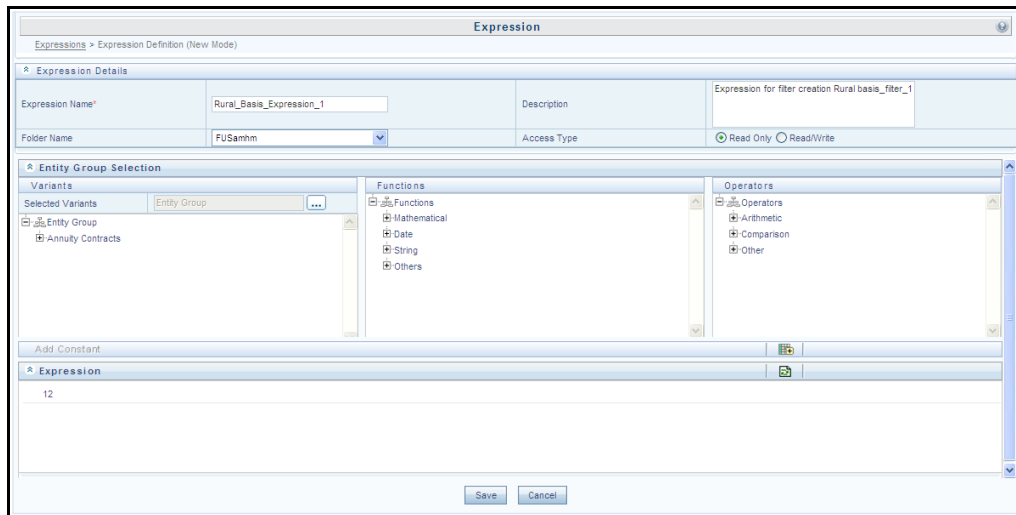 Expression
Expressions > Expression Definition (New Mode)
Expression Details
Expression Name*
Rural_Basis_Expression_1
Description
Expression for filter creation Rural basis_filter_1
Folder Name
FUSamhm
Access Type
Read Only
Read/Write
Entity Group Selection
Variants
Functions
Operators
Selected Variants
Entity Group
...
Entity Group
Annuity Contracts
Functions
Mathematical
Date
String
Others
Operators
Arithmetic
Comparison
Other
Add Constant
Expression
12
Save
Cancel